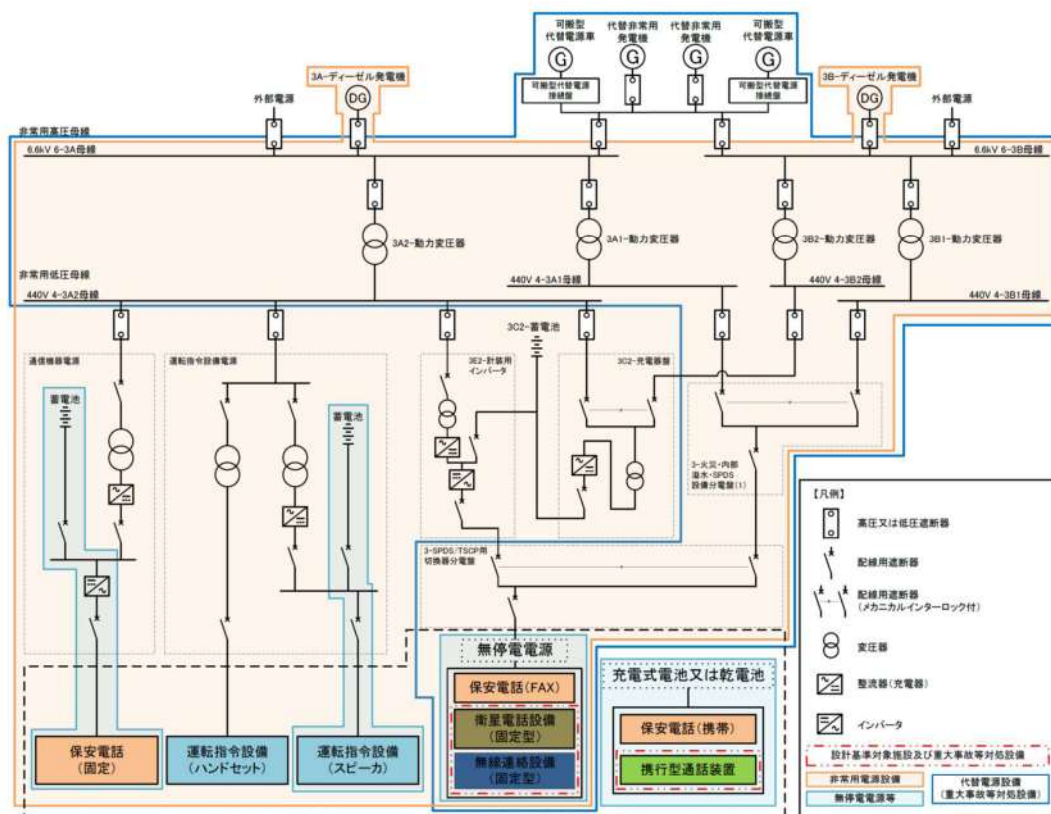 可搬型
代替電源車
代替非常用
発電機
代替非常用
発電機
可搬型
代替電源車
G
G
G
G
3A-ディーゼル発電機
DG
外部電源
可搬型代替電源
接続盤
可搬型代替電源
接続盤
3B-ディーゼル発電機
DG
外部電源
非常用高圧母線
6.6kV 6-3A母線
6.6kV 6-3B母線
3A2-動力変圧器
3A1-動力変圧器
3B2-動力変圧器
3B1-動力変圧器
非常用低圧母線
440V 4-3A2母線
440V 4-3A1母線
440V 4-3B2母線
440V 4-3B1母線
通信機器電源
運転指令設備電源
3E2-計装用
インバータ
3C2-蓄電池
3C2-充電器盤
蓄電池
蓄電池
3-火災・内部
溢水・SPDS
設備分電盤(1)
3-SPDS/TSCP用
切換器分電盤
無停電電源
保安電話(FAX)
衛星電話設備
(固定型)
無線連絡設備
(固定型)
充電式電池又は乾電池
保安電話(携帯)
携行型通話装置
保安電話
(固定)
運転指令設備
(ハンドセット)
運転指令設備
(スピーカ)
【凡例】
高圧又は低圧遮断器
配線用遮断器
配線用遮断器
(メカニカルインターロック付)
変圧器
整流器(充電器)
インバータ
設計基準対象施設及び重大事故等対処設備
非常用電源設備
無停電電源等
代替電源設備
(重大事故等対処設備)